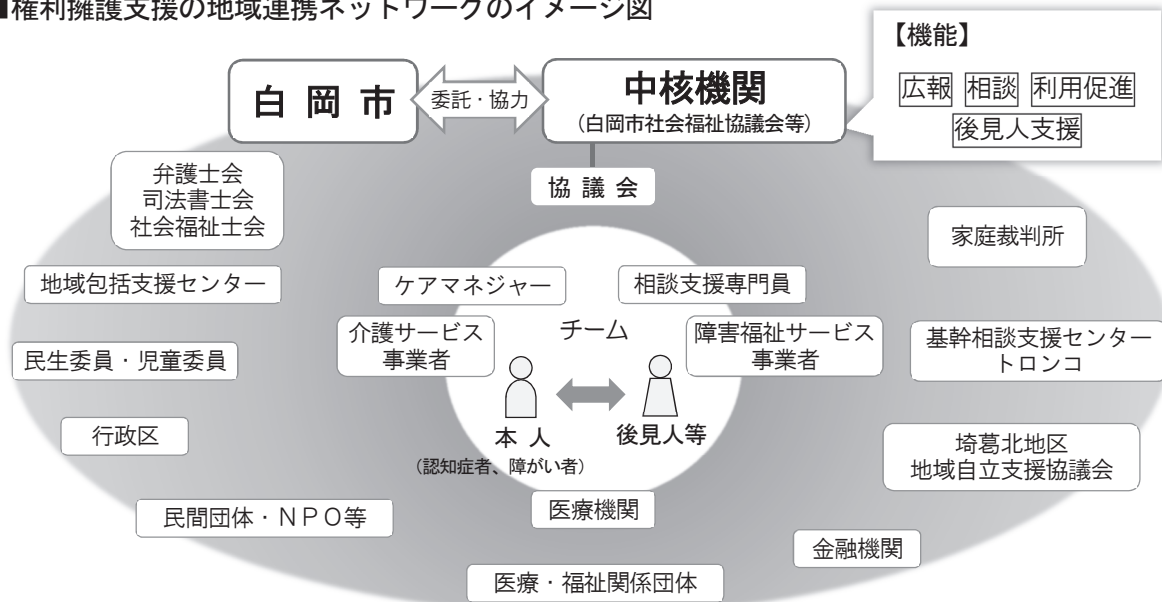 ■権利擁護支援の地域連携ネットワークのイメージ図
【機能】
広報 相談 利用促進
後見人支援
白岡市
委託・協力
中核機関
(白岡市社会福祉協議会等)
協議会
弁護士会
司法書士会
社会福祉士会
家庭裁判所
地域包括支援センター
ケアマネジャー
相談支援専門員
民生委員・児童委員
介護サービス
事業者
チーム
障害福祉サービス
事業者
基幹相談支援センター
トロンコ
行政区
本人
(認知症者、障がい者)
後見人等
埼葛北地区
地域自立支援協議会
民間団体・NPO等
医療機関
金融機関
医療・福祉関係団体